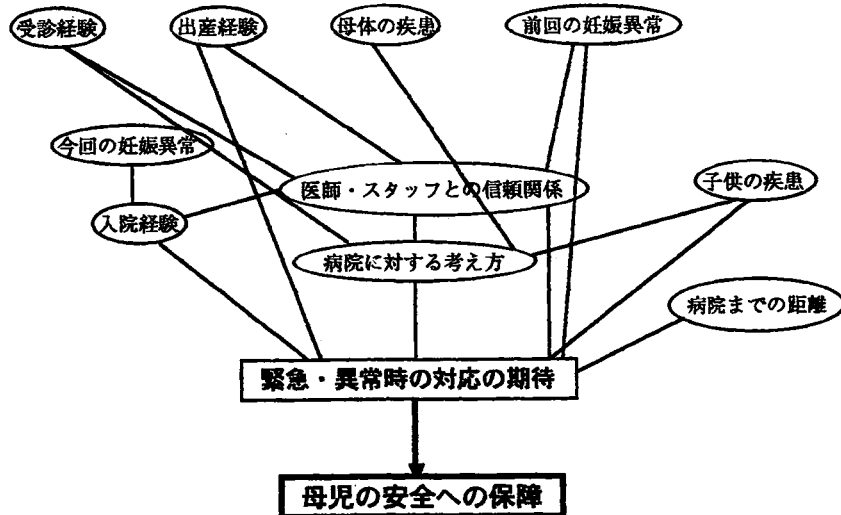 受診経験
出産経験
母体の疾患
前回の妊娠異常
今回の妊娠異常
医師・スタッフとの信頼関係
子供の疾患
入院経験
病院に対する考え方
病院までの距離
緊急・異常時の対応の期待
母児の安全への保障